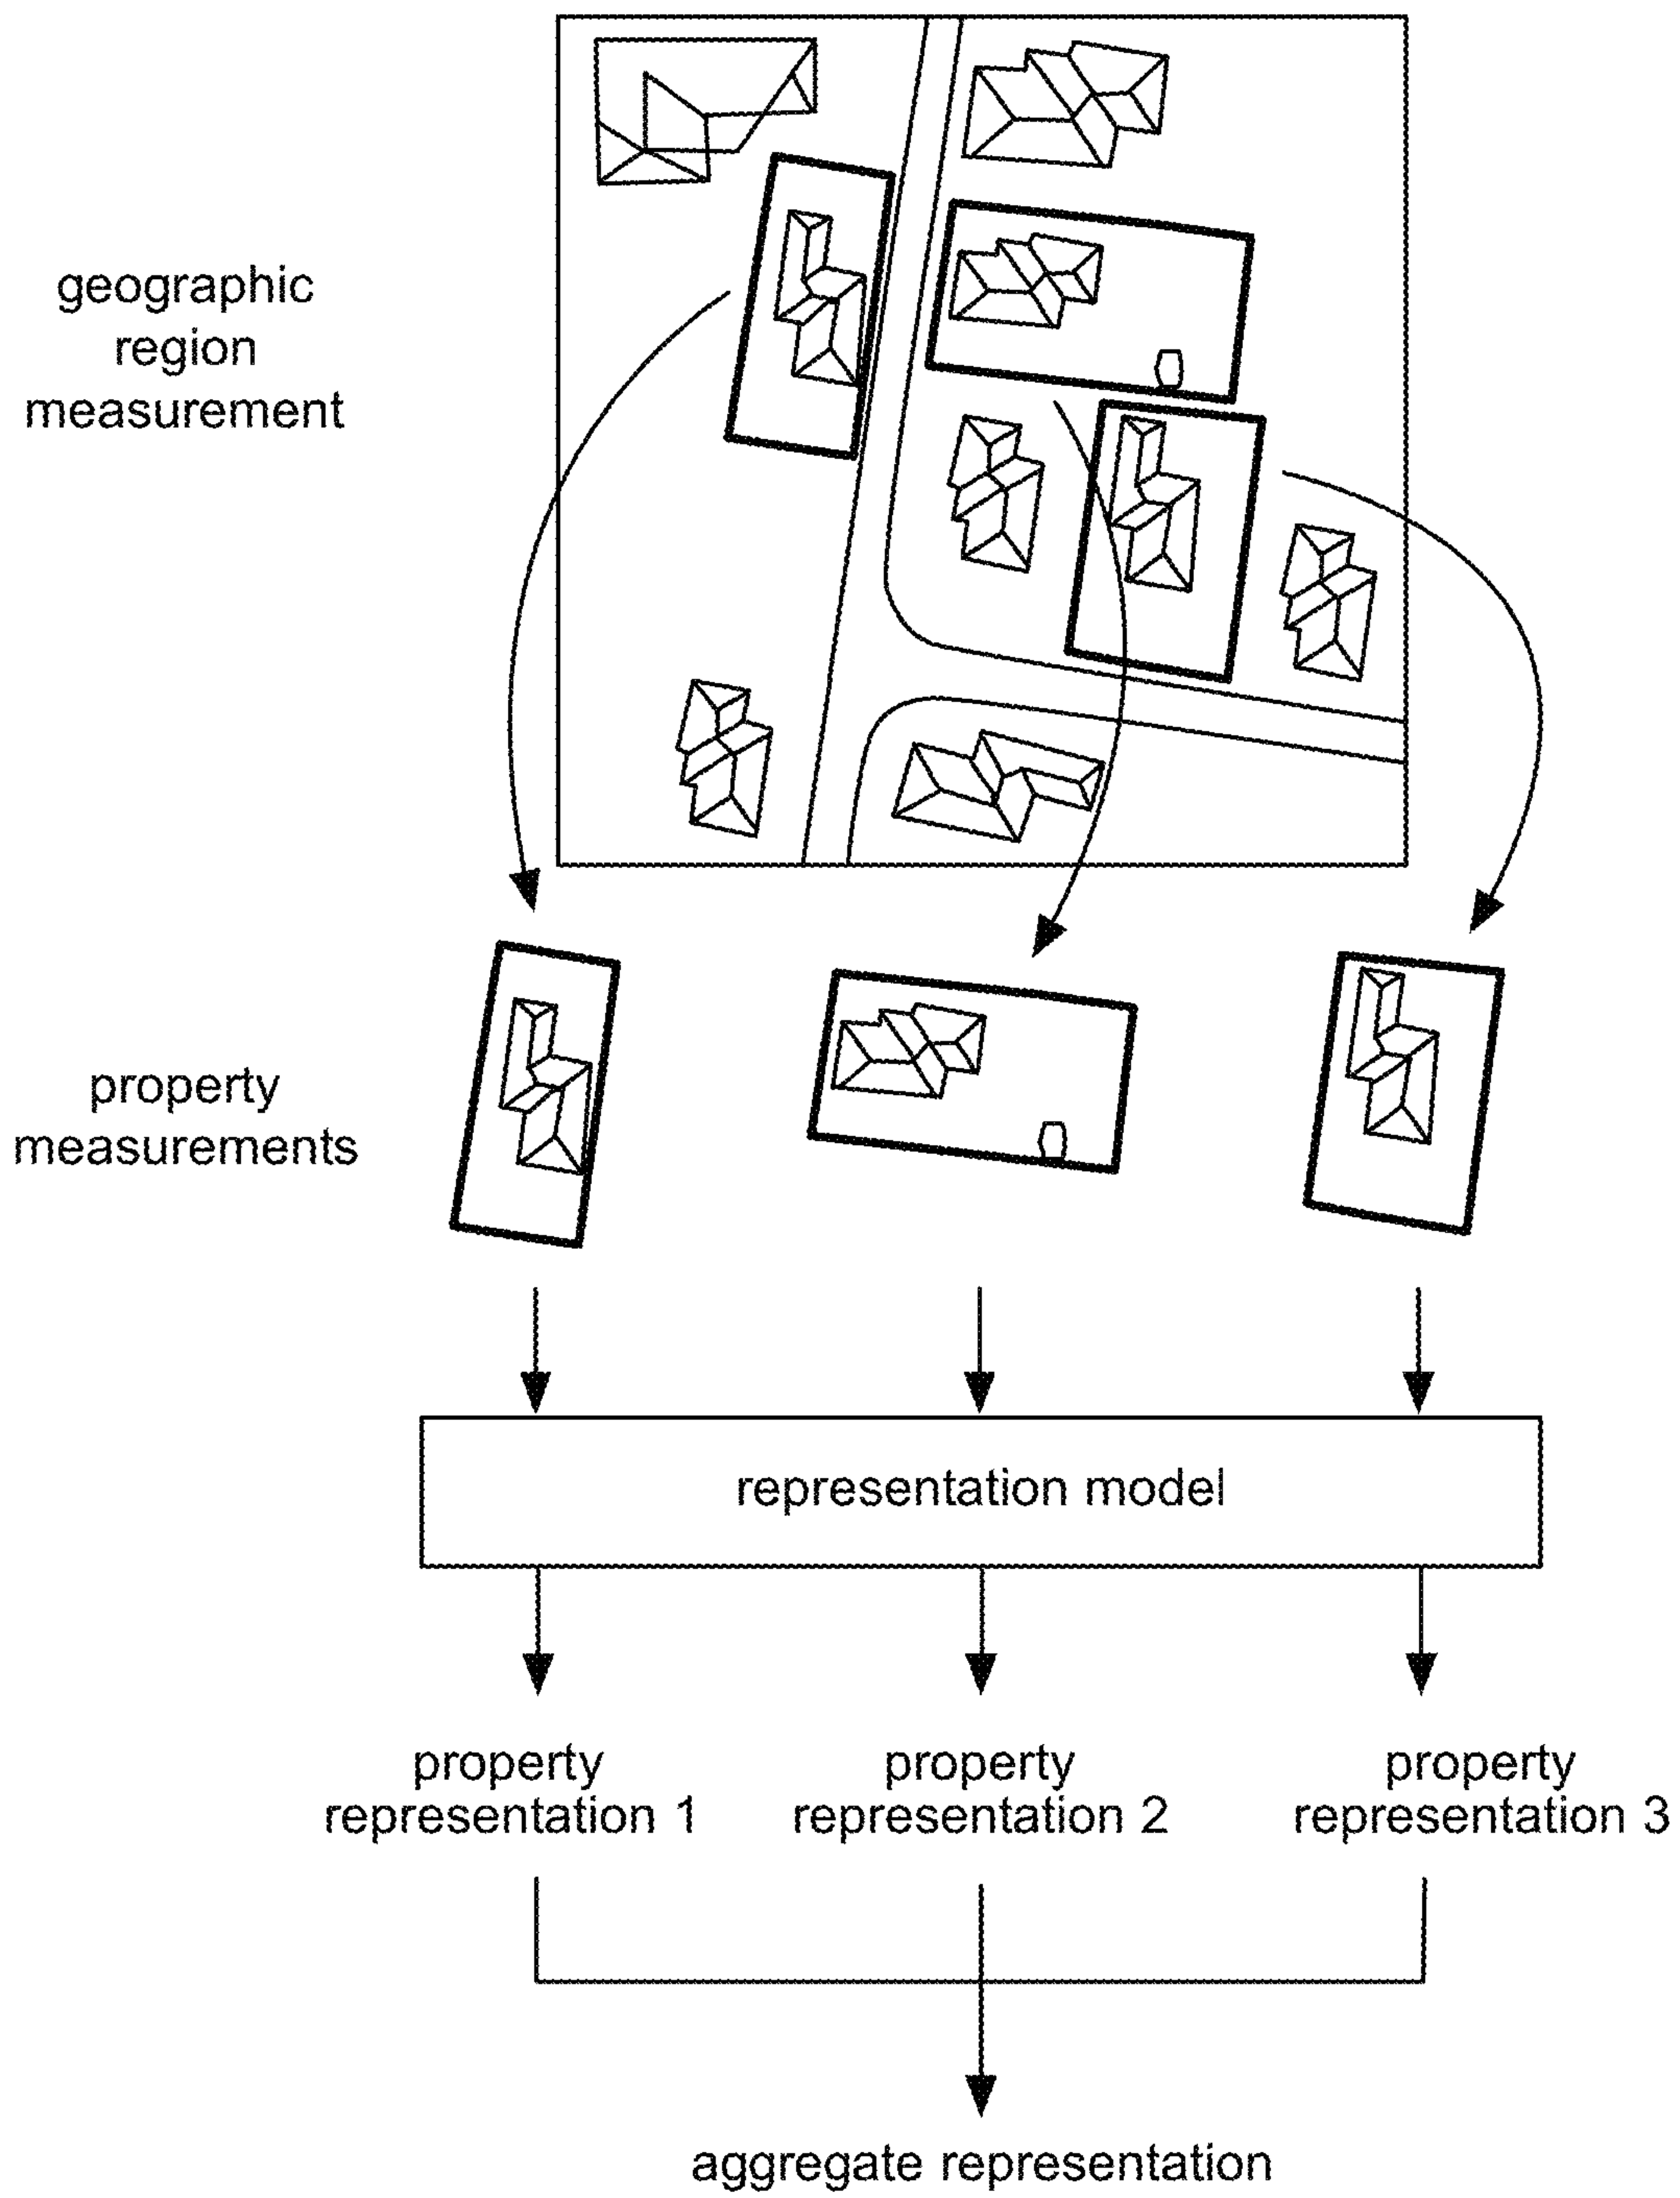 geographic
region
measurement
property
measurements
representation model
property
representation 1
property
representation 2
property
representation 3
aggregate representation